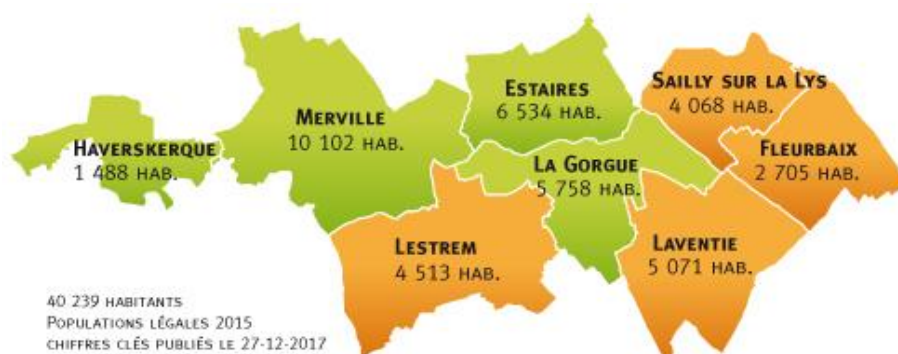 HAVERSKERQUE
1 488 HAB.
MERVILLE
10 102 HAB.
ESTAIRES
6 534 HAB.
SAILLY SUR LA LYS
4 068 HAB.
FLEURBAIX
2 705 HAB.
LA GORGUE
5 758 HAB.
LESTREM
4 513 HAB.
LAVENTIE
5 071 HAB.
40 239 HABITANTS
POPULATIONS LÉGALES 2015
CHIFFRES CLÉS PUBLIÉS LE 27-12-2017